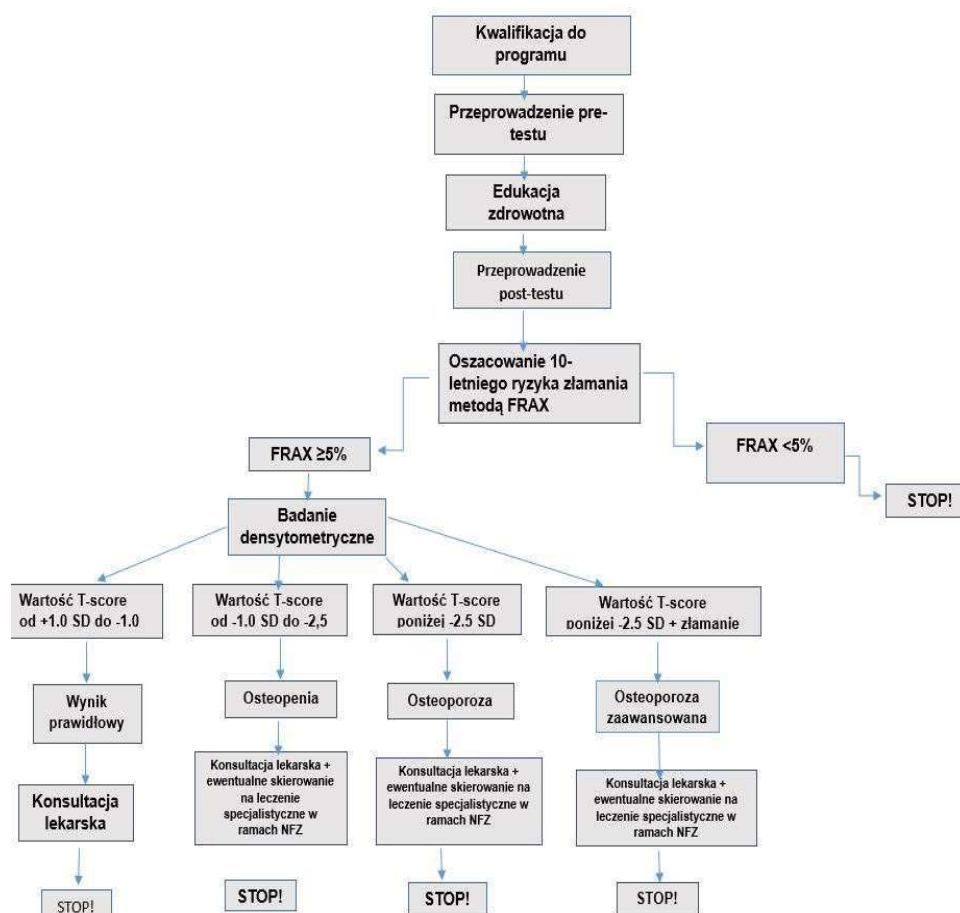 Kwalifikacja do
programu
Przeprowadzenie pre-
testu
Edukacja
zdrowotna
Przeprowadzenie
post-testu
Oszacowanie 10-
letniego ryzyka złamania
metodą FRAX
FRAX ≥5%
FRAX <5%
STOP!
Badanie
densytometryczne
Wartość T-score
od +1.0 SD do -1.0
Wartość T-score
od -1.0 SD do -2,5
Wartość T-score
poniżej -2.5 SD
Wartość T-score
poniżej -2.5 SD + złamanie
Wynik
prawidłowy
Osteopenia
Osteoporoza
Osteoporoza
zaawansowana
Konsultacja
lekarska
Konsultacja lekarska +
ewentualne skierowanie
na leczenie
specjalistyczne w
ramach NFZ
Konsultacja lekarska +
ewentualne skierowanie na
leczenie specjalistyczne w
ramach NFZ
Konsultacja lekarska +
ewentualne skierowanie na
leczenie specjalistyczne w
ramach NFZ
STOP!
STOP!
STOP!
STOP!